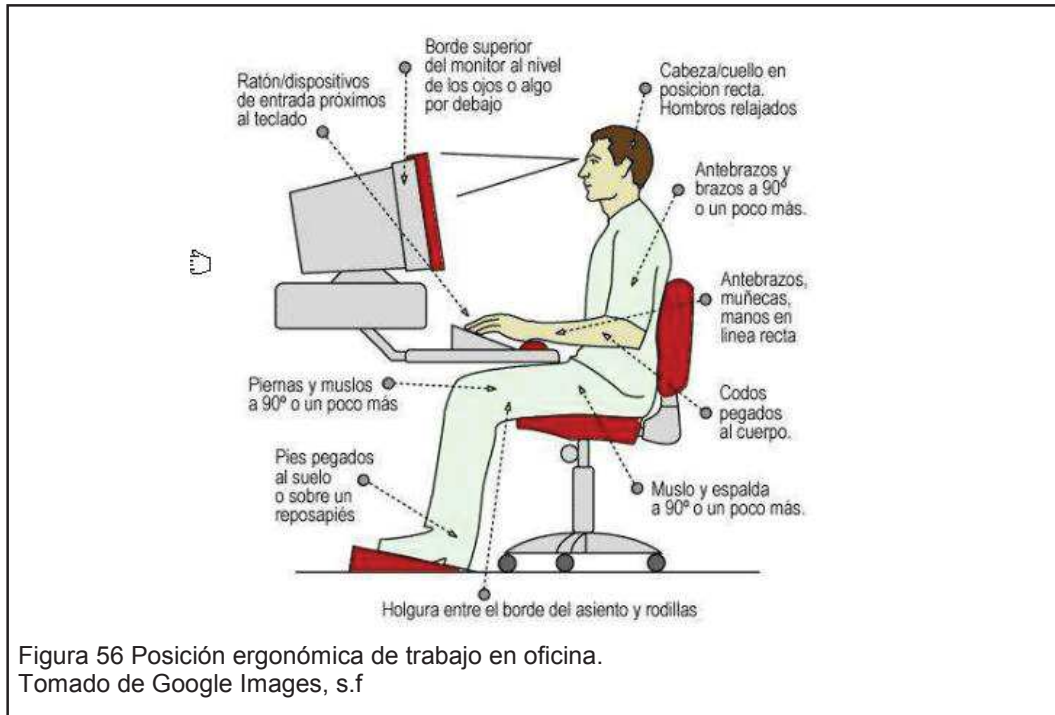 Borde superior
del monitor al nivel
de los ojos o algo
por debajo
Ratón/dispositivos
de entrada próximos
al teclado
Cabeza/cuello en
posicion recta.
Hombros relajados
Antebrazos y
brazos a 90º
o un poco más.
Antebrazos,
muñecas,
manos en
linea recta
Piernas y muslos
a 90º o un poco más
Codos
pegados
al cuerpo.
Pies pegados
al suelo
o sobre un
reposapiés
Muslo y espalda
a 90º o un poco más.
Holgura entre el borde del asiento y rodillas
Figura 56 Posición ergonómica de trabajo en oficina.
Tomado de Google Images, s.f